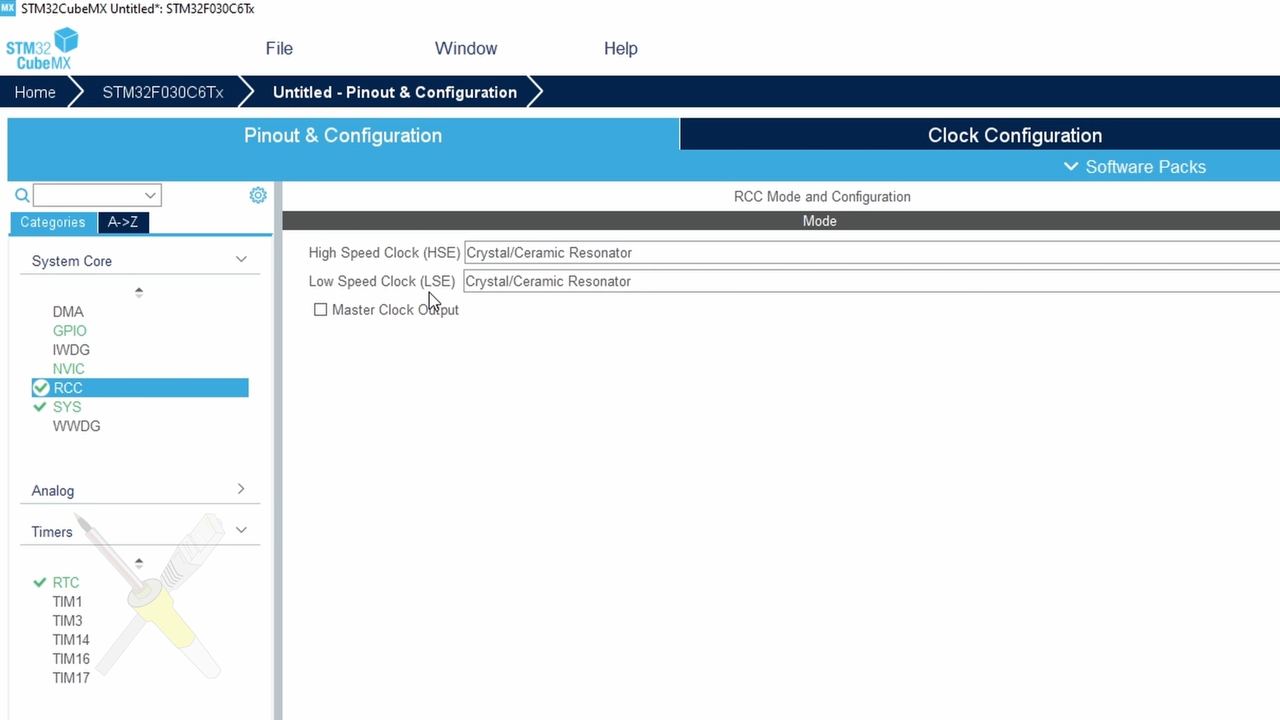 MX STM32CubeMX Untitled*: STM32F030C6Tx
STM32
CubeMX
File Window Help
Home STM32F030C6Tx Untitled - Pinout & Configuration
Pinout & Configuration Clock Configuration
Software Packs
RCC Mode and Configuration
Categories A->Z
Mode
High Speed Clock (HSE) Crystal/Ceramic Resonator
System Core
Low Speed Clock (LSE) Crystal/Ceramic Resonator
Master Clock Output
DMA
GPIO
IWDG
NVIC
RCC
SYS
WWDG
Analog
Timers
RTC
TIM1
TIM3
TIM14
TIM16
TIM17